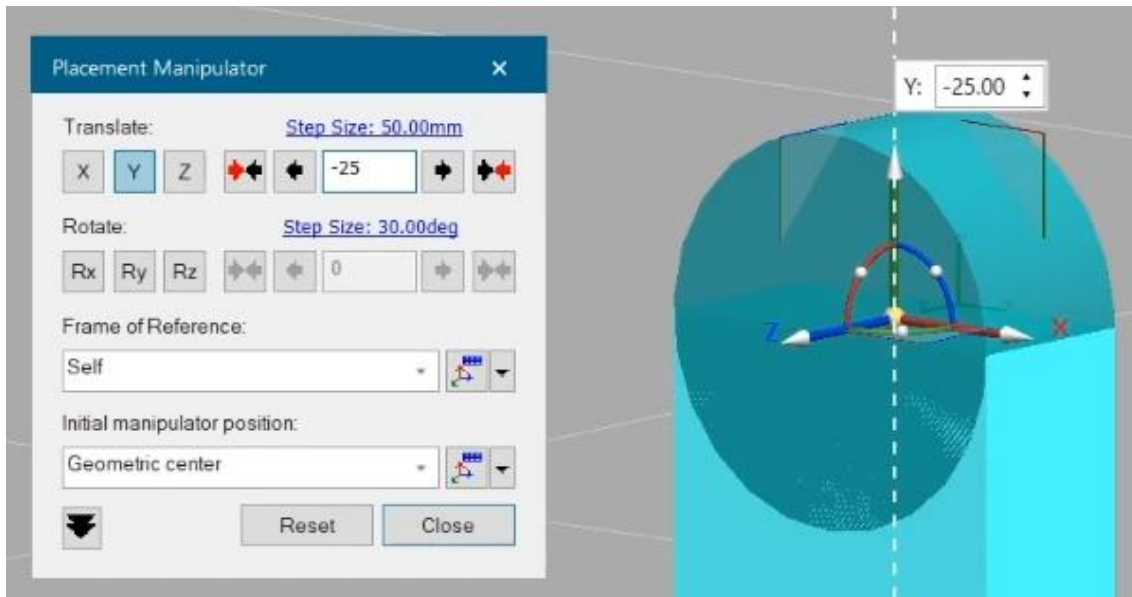 Placement Manipulator
Y: -25.00
Translate: Step Size: 50.00mm
X Y Z -25
Rotate: Step Size: 30.00deg
Rx Ry Rz 0
Frame of Reference:
Self
Initial manipulator position:
Geometric center
Reset Close
Z X